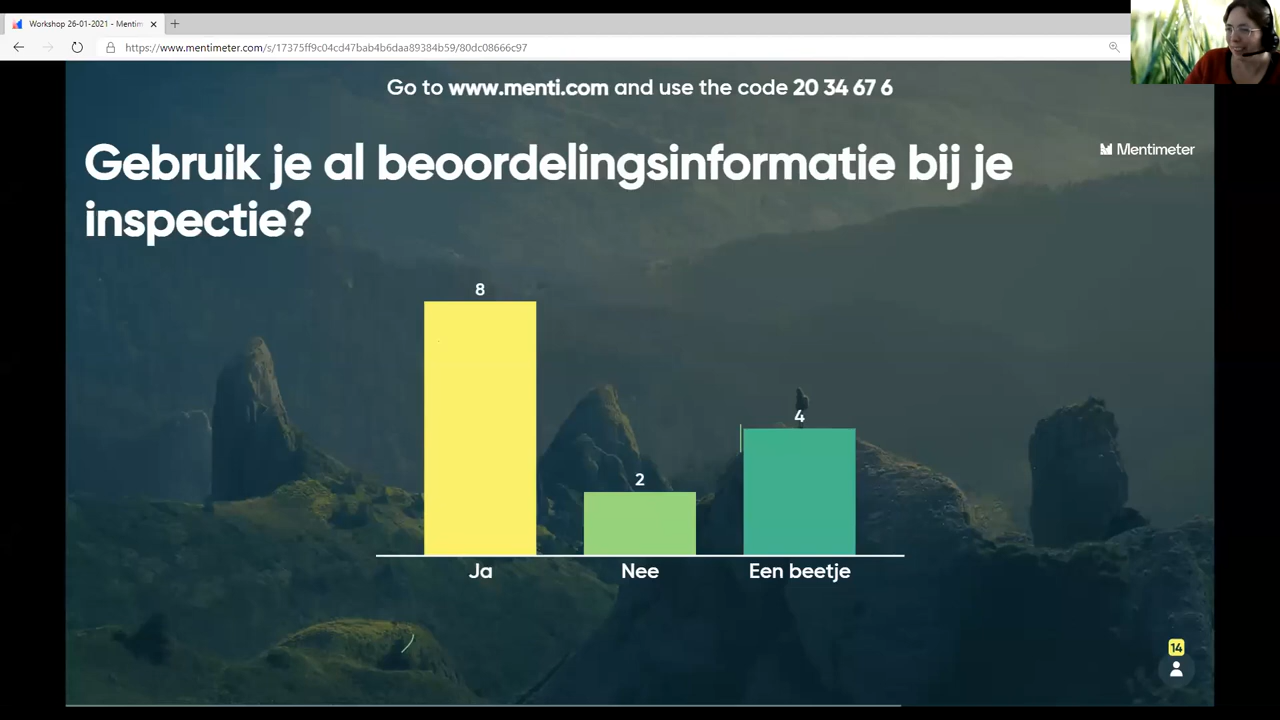 Workshop 26-01-2021 - Mentim
https://www.mentimeter.com/s/17375ff9c04cd47bab4b6daa89384b59/80dc08666c97
Go to www.menti.com and use the code 20 34 67 6
Mentimeter
Gebruik je al beoordelingsinformatie bij je
inspectie?
8
2
4
Ja
Nee
Een beetje
14